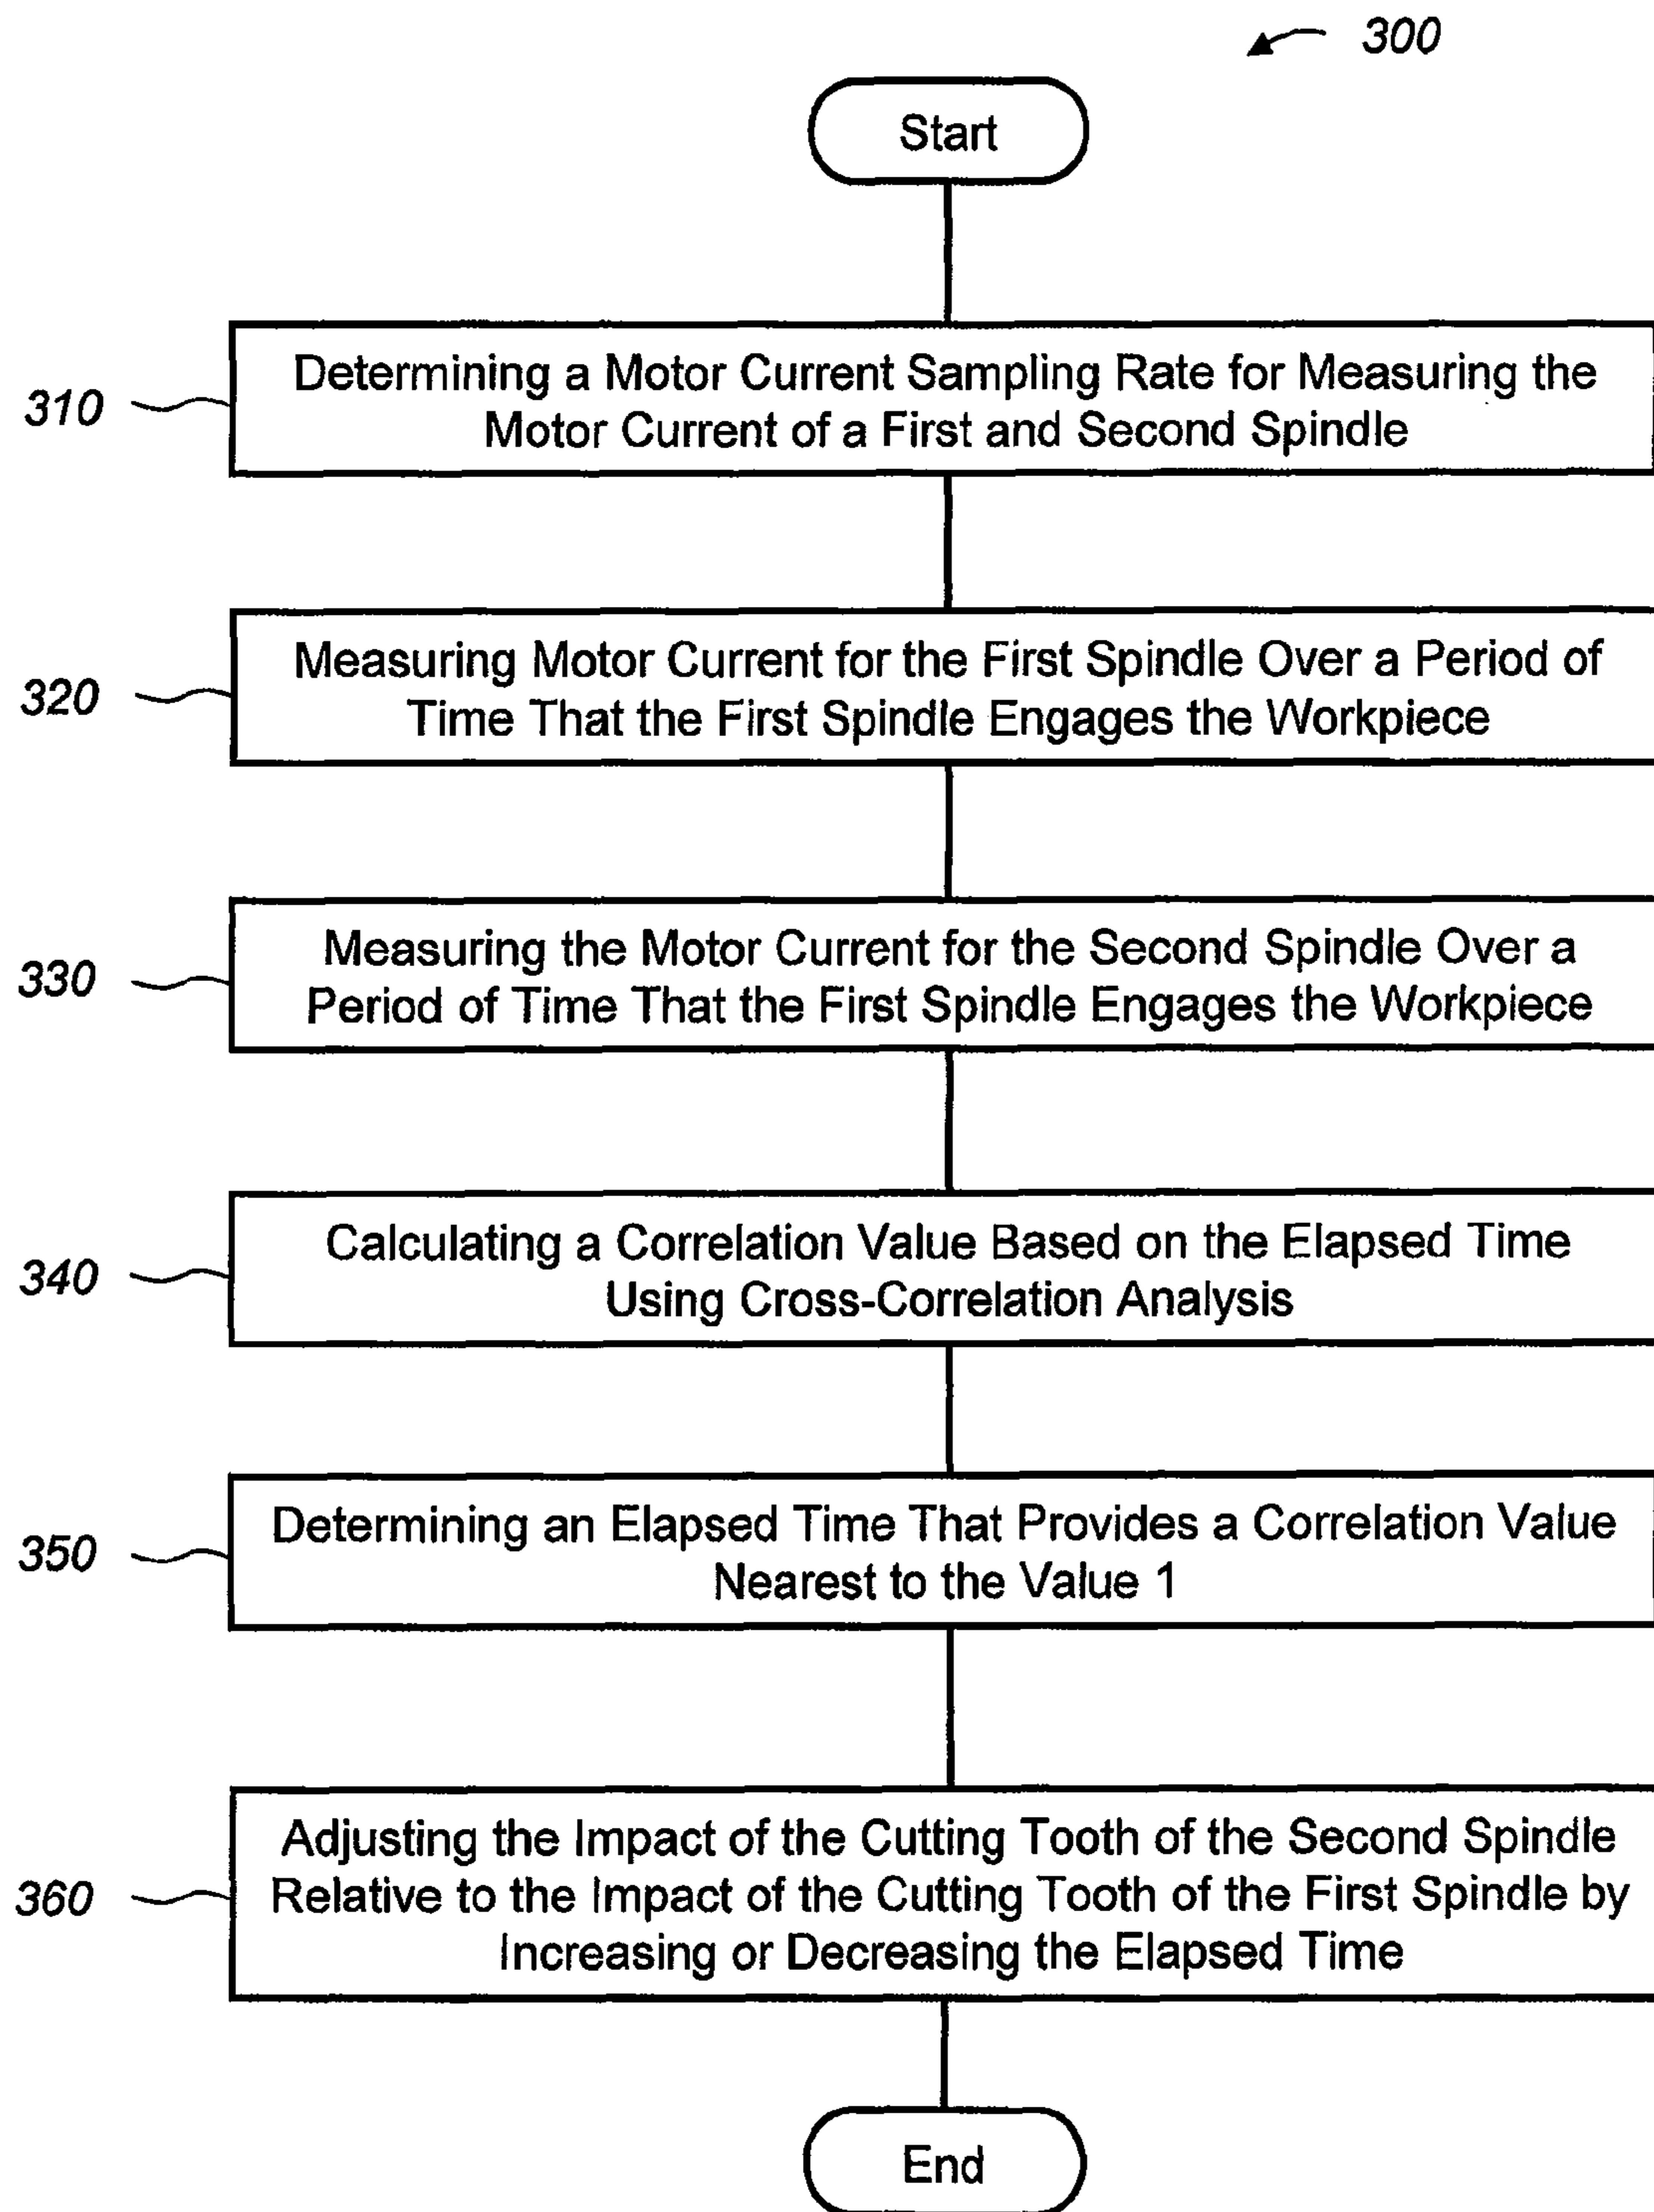 300
Start
310
Determining a Motor Current Sampling Rate for Measuring the
Motor Current of a First and Second Spindle
320
Measuring Motor Current for the First Spindle Over a Period of
Time That the First Spindle Engages the Workpiece
330
Measuring the Motor Current for the Second Spindle Over a
Period of Time That the First Spindle Engages the Workpiece
340
Calculating a Correlation Value Based on the Elapsed Time
Using Cross-Correlation Analysis
350
Determining an Elapsed Time That Provides a Correlation Value
Nearest to the Value 1
360
Adjusting the Impact of the Cutting Tooth of the Second Spindle
Relative to the Impact of the Cutting Tooth of the First Spindle by
Increasing or Decreasing the Elapsed Time
End